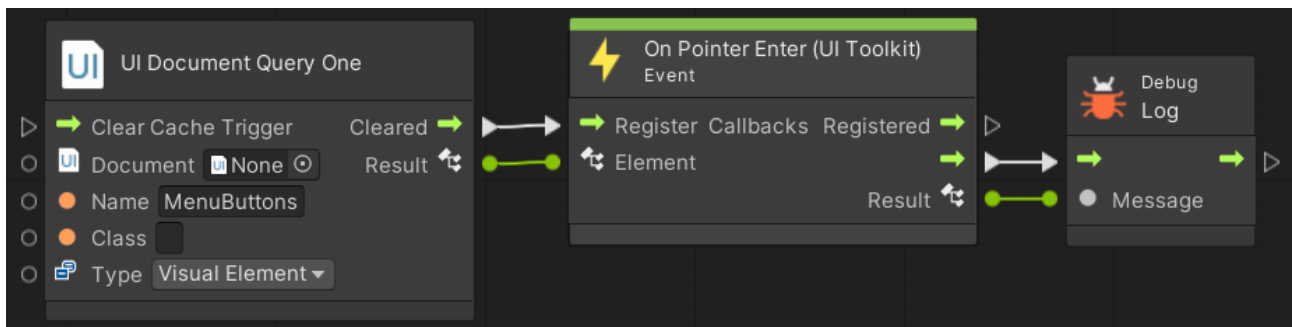 UI Document Query One
Clear Cache Trigger Cleared
Document None Result
Name MenuButtons
Class
Type Visual Element
On Pointer Enter (UI Toolkit)
Event
Register Callbacks Registered
Element
Result
Debug
Log
Message